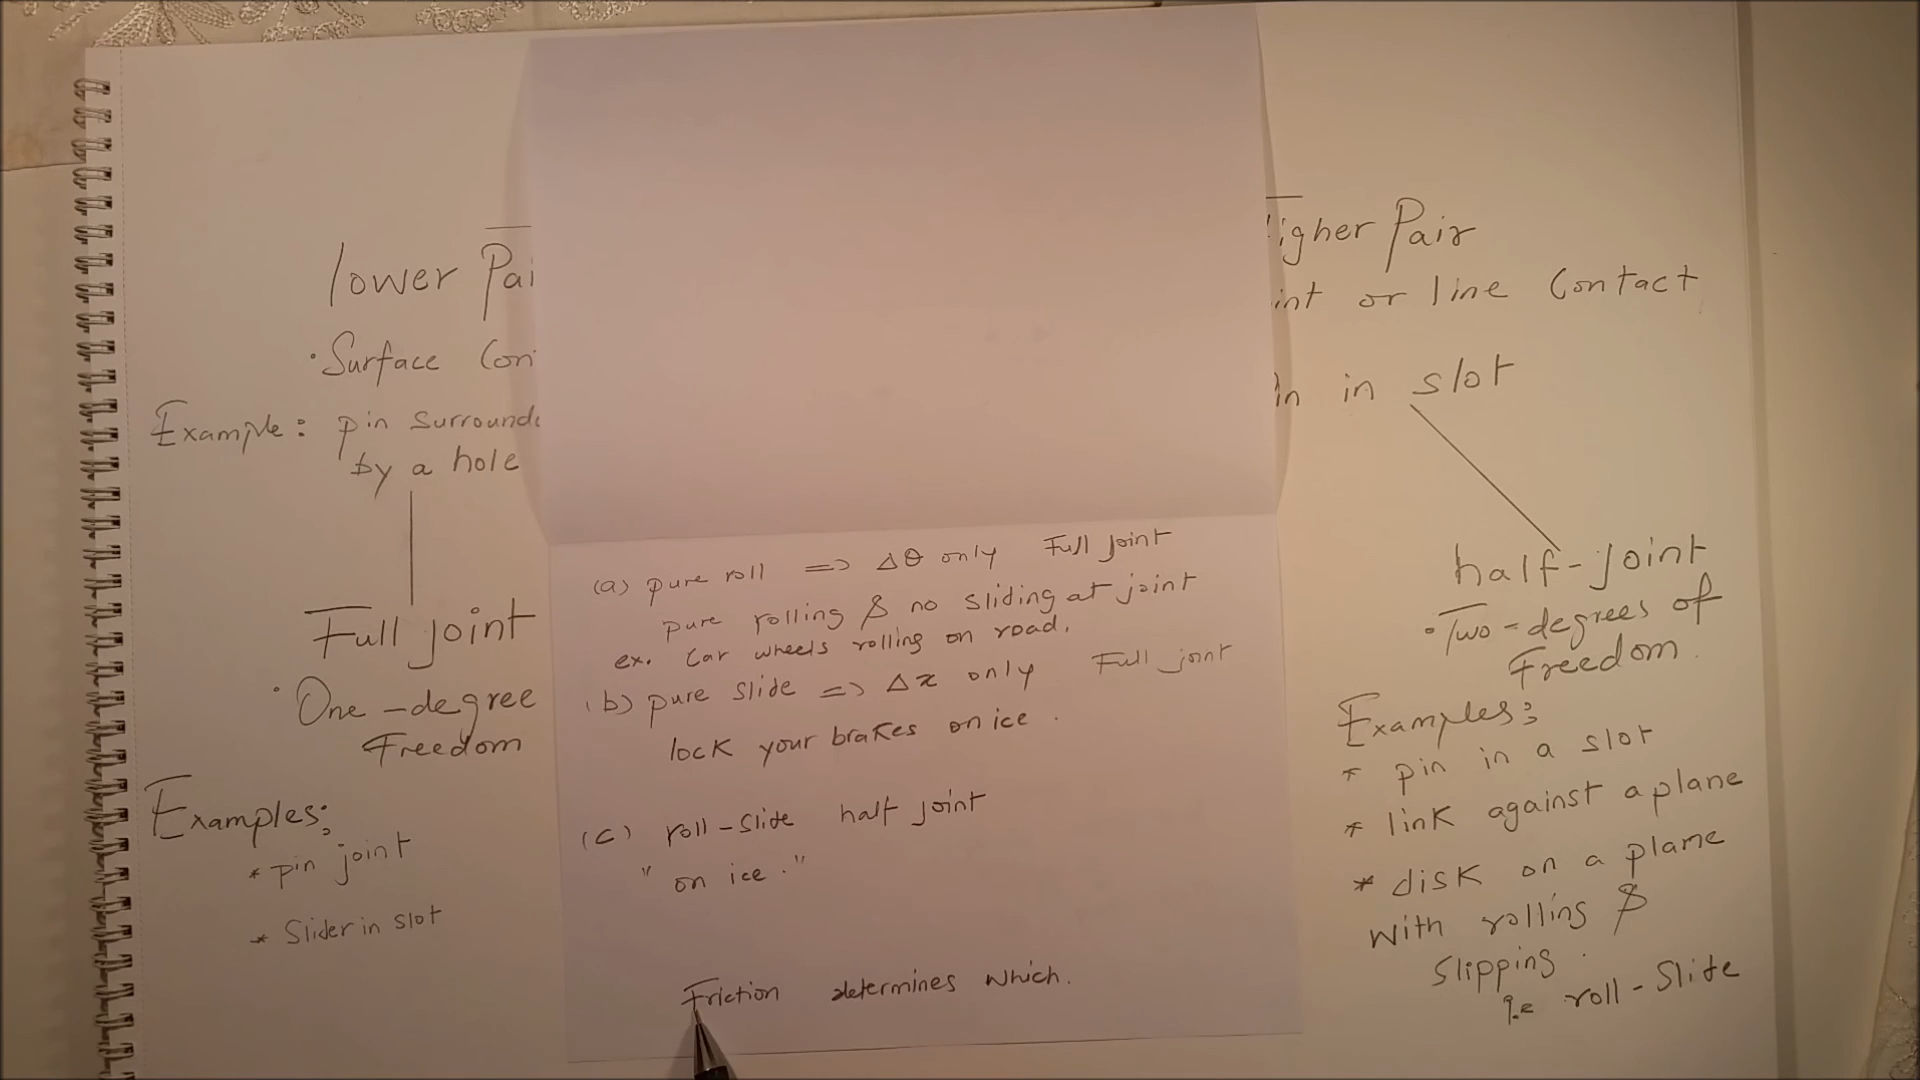 lower Pai
Surface Con
Example: pin surround
by a hole
Full joint
One-degree
Freedom
Examples:
* pin joint
* Slider in slot
(a) pure roll => Δθ only Full joint
pure rolling & no sliding at joint
ex. Car wheels rolling on road.
(b) pure slide => Δx only Full joint
lock your brakes on ice.
(c) roll-slide half joint
"on ice."
Friction determines which.
igher Pair
int or line Contact
in in slot
half-joint
Two-degrees of
Freedom.
Examples:
* pin in a slot
* link against a plane
* disk on a plane
with rolling &
slipping.
i.e roll-slide